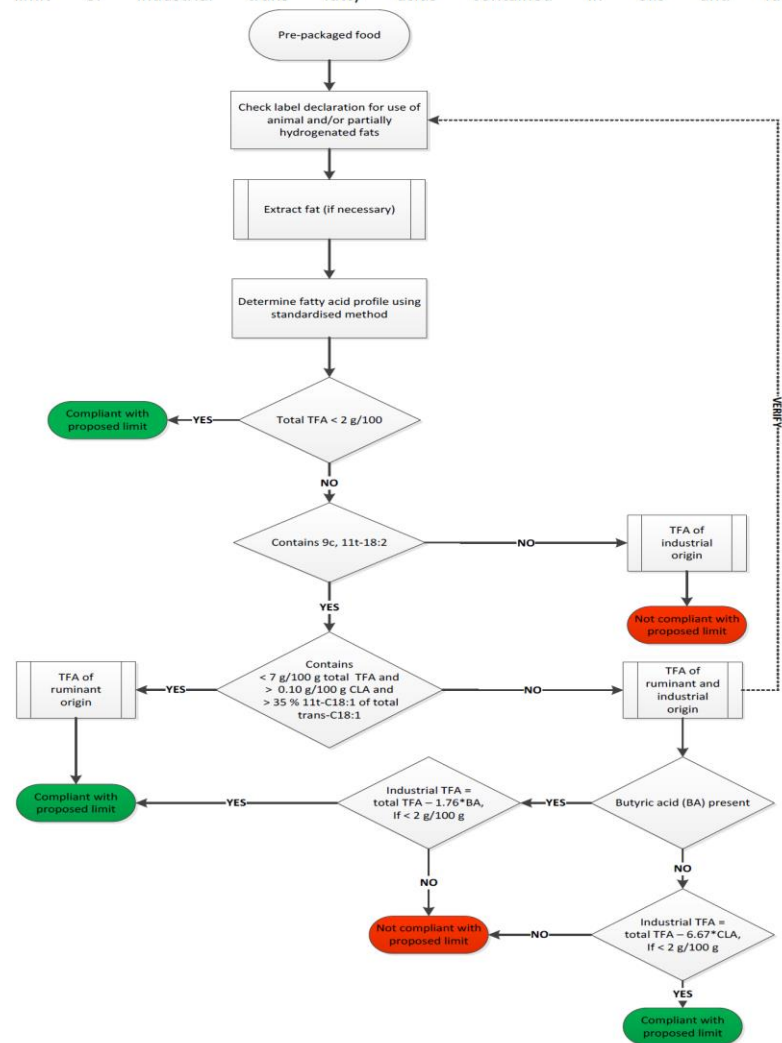 Pre-packaged food
Check label declaration for use of
animal and/or partially
hydrogenated fats
Extract fat (if necessary)
Determine fatty acid profile using
standardised method
Total TFA < 2 g/100
YES
Compliant with
proposed limit
NO
Contains 9c, 11t-18:2
NO
TFA of
industrial
origin
Not compliant with
proposed limit
YES
Contains
< 7 g/100 g total TFA and
> 0.10 g/100 g CLA and
> 35 % 11t-C18:1 of total
trans-C18:1
YES
TFA of
ruminant
origin
Compliant with
proposed limit
NO
TFA of
ruminant and
industrial
origin
VERIFY
Butyric acid (BA) present
YES
Industrial TFA =
total TFA – 1.76*BA,
If < 2 g/100 g
YES
NO
Not compliant with
proposed limit
NO
Industrial TFA =
total TFA – 6.67*CLA,
If < 2 g/100 g
NO
YES
Compliant with
proposed limit